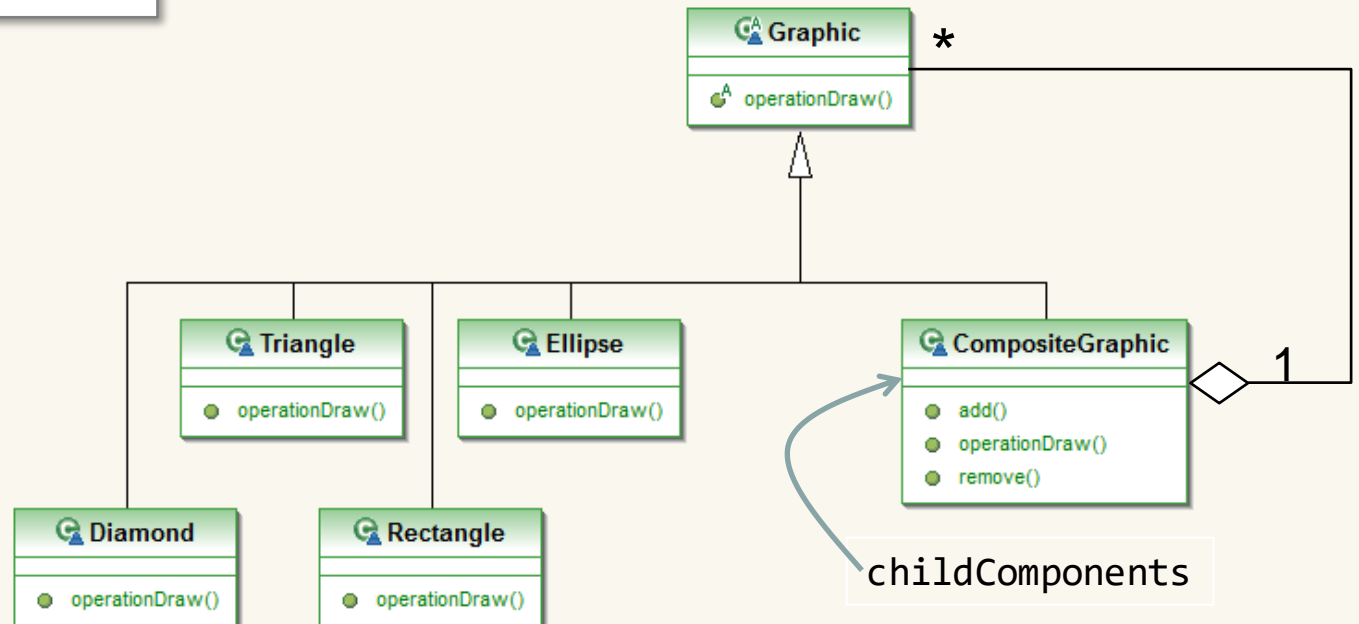 Graphic
*
operationDraw()
Triangle
operationDraw()
Ellipse
operationDraw()
CompositeGraphic
1
add()
operationDraw()
remove()
Diamond
operationDraw()
Rectangle
operationDraw()
childComponents